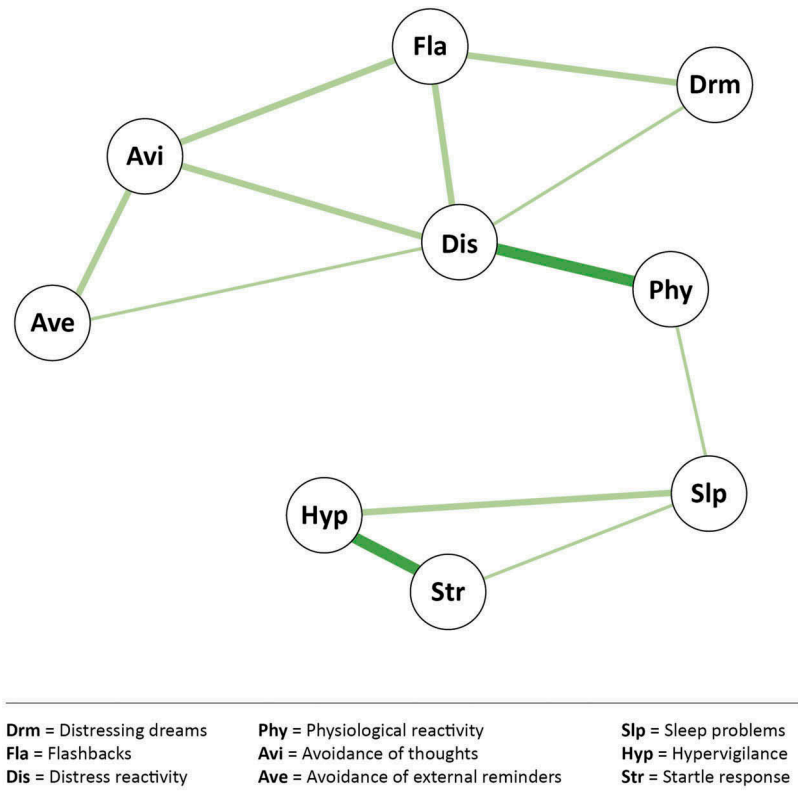 Fla
Drm
Avi
Dis
Phy
Ave
Slp
Hyp
Str
Drm = Distressing dreams
Fla = Flashbacks
Dis = Distress reactivity
Phy = Physiological reactivity
Avi = Avoidance of thoughts
Ave = Avoidance of external reminders
Slp = Sleep problems
Hyp = Hypervigilance
Str = Startle response